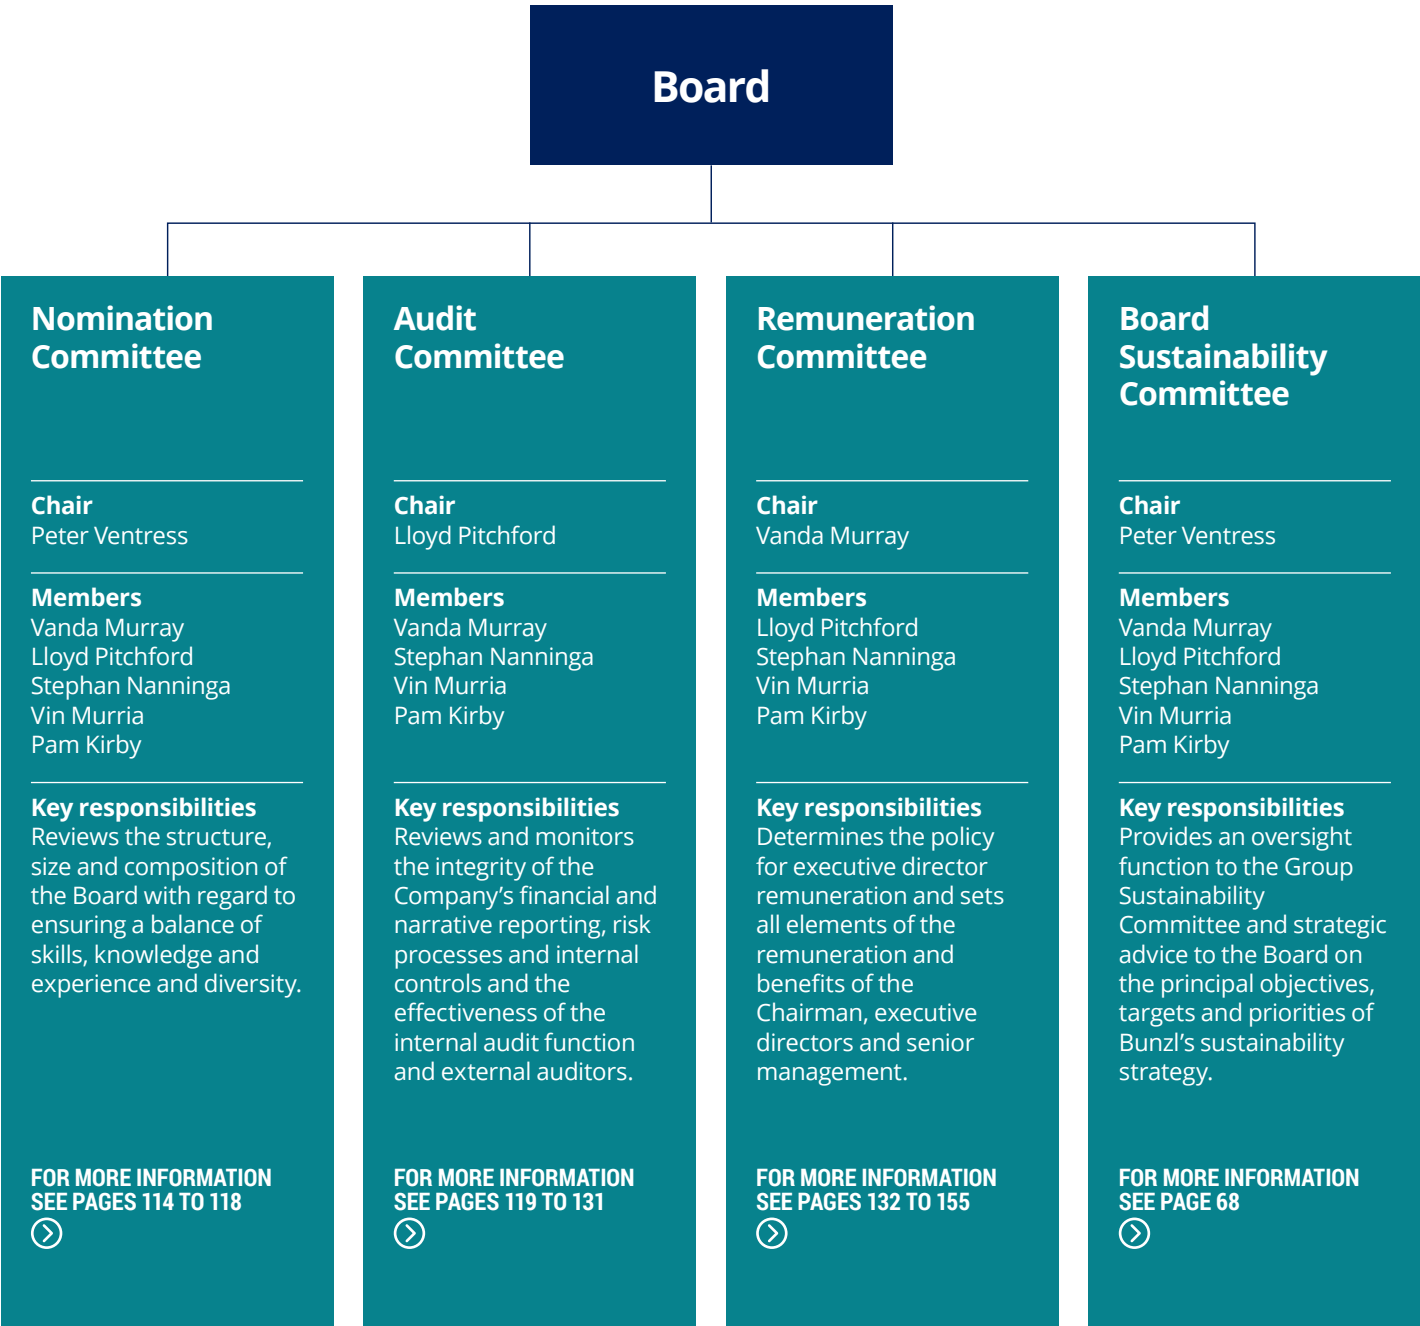 Board
Nomination
Committee
Chair
Peter Ventress
Members
Vanda Murray
Lloyd Pitchford
Stephan Nanninga
Vin Murria
Pam Kirby
Key responsibilities
Reviews the structure,
size and composition of
the Board with regard to
ensuring a balance of
skills, knowledge and
experience and diversity.
FOR MORE INFORMATION
SEE PAGES 114 TO 118
Audit
Committee
Chair
Lloyd Pitchford
Members
Vanda Murray
Stephan Nanninga
Vin Murria
Pam Kirby
Key responsibilities
Reviews and monitors
the integrity of the
Company’s financial and
narrative reporting, risk
processes and internal
controls and the
effectiveness of the
internal audit function
and external auditors.
FOR MORE INFORMATION
SEE PAGES 119 TO 131
Remuneration
Committee
Chair
Vanda Murray
Members
Lloyd Pitchford
Stephan Nanninga
Vin Murria
Pam Kirby
Key responsibilities
Determines the policy
for executive director
remuneration and sets
all elements of the
remuneration and
benefits of the
Chairman, executive
directors and senior
management.
FOR MORE INFORMATION
SEE PAGES 132 TO 155
Board
Sustainability
Committee
Chair
Peter Ventress
Members
Vanda Murray
Lloyd Pitchford
Stephan Nanninga
Vin Murria
Pam Kirby
Key responsibilities
Provides an oversight
function to the Group
Sustainability
Committee and strategic
advice to the Board on
the principal objectives,
targets and priorities of
Bunzl’s sustainability
strategy.
FOR MORE INFORMATION
SEE PAGE 68